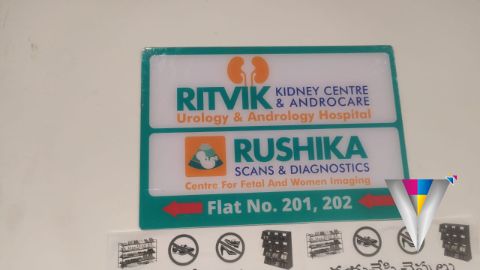 RITVIK KIDNEY CENTRE
& ANDROCARE
Urology & Andrology Hospital
RUSHIKA
SCANS & DIAGNOSTICS
Centre For Fetal And Women Imaging
Flat No. 201, 202